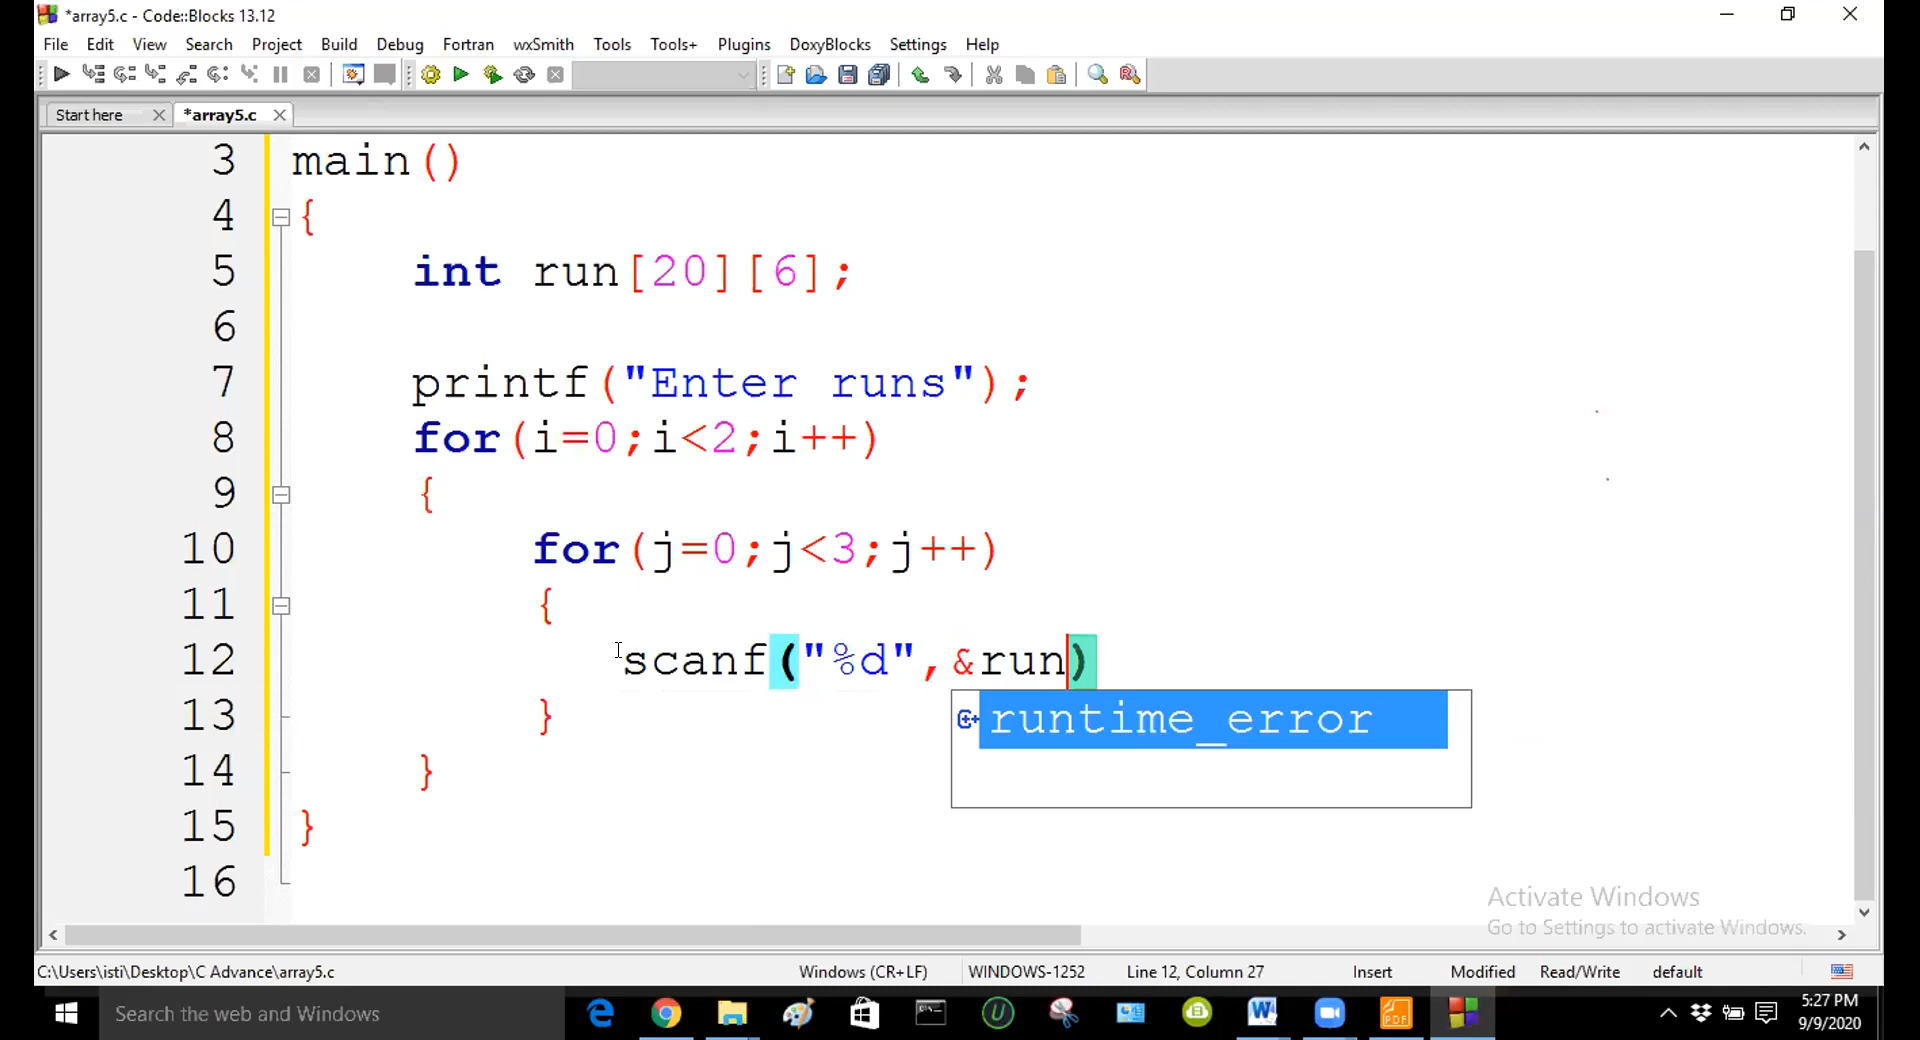 *array5.c - Code::Blocks 13.12
File Edit View Search Project Build Debug Fortran wxSmith Tools Tools+ Plugins DoxyBlocks Settings Help
Start here *array5.c
3 main()
4 {
5 int run[20][6];
6
7 printf("Enter runs");
8 for(i=0;i<2;i++)
9 {
10 for(j=0;j<3;j++)
11 {
12 scanf("%d",&run)
runtime_error
13 }
14 }
15 }
16
Activate Windows
Go to Settings to activate Windows.
C:\Users\isti\Desktop\C Advance\array5.c Windows (CR+LF) WINDOWS-1252 Line 12, Column 27 Insert Modified Read/Write default
Search the web and Windows
5:27 PM
9/9/2020